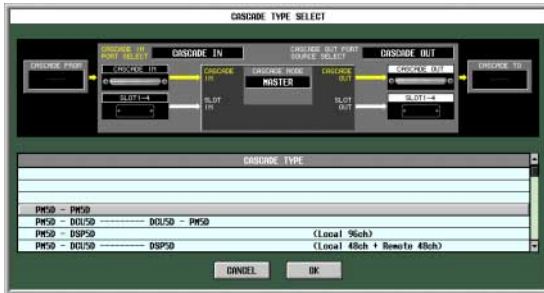 CASCADE TYPE SELECT
CASCADE IN PORT SELECT
CASCADE IN
CASCADE OUT PORT SOURCE SELECT
CASCADE OUT
CASCADE FROM
CASCADE IN
CASCADE IN
CASCADE MODE
MASTER
CASCADE OUT
CASCADE OUT
CASCADE TO
SLOT1-4
SLOT IN
SLOT OUT
SLOT1-4
CASCADE TYPE
PM5D - PM5D
PM5D - DCU5D --------- DCU5D - PM5D
PM5D - DSP5D (Local 96ch)
PM5D - DCU5D --------- DSP5D (Local 48ch + Remote 48ch)
CANCEL
OK